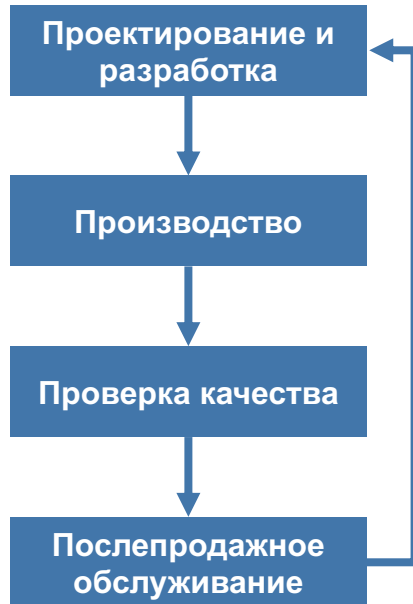 Проектирование и
разработка
Производство
Проверка качества
Послепродажное
обслуживание